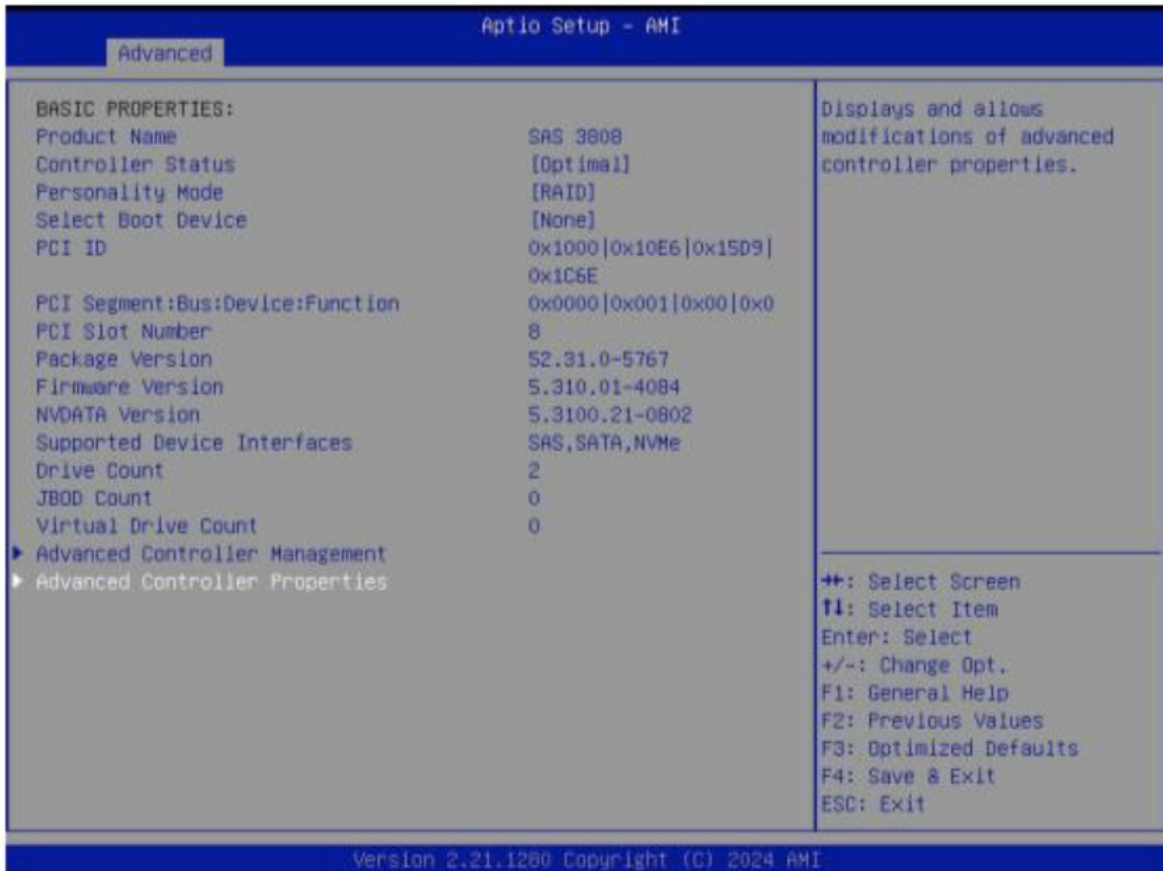 Aptio Setup - AMI
Advanced
BASIC PROPERTIES:
Product Name SAS 3808
Controller Status [Optimal]
Personality Mode [RAID]
Select Boot Device [None]
PCI ID 0x1000|0x10E6|0x15D9|
0x1C6E
PCI Segment:Bus:Device:Function 0x0000|0x001|0x00|0x0
PCI Slot Number 8
Package Version 52.31.0-5767
Firmware Version 5.310.01-4084
NVDATA Version 5.3100.21-0802
Supported Device Interfaces SAS,SATA,NVMe
Drive Count 2
JBOD Count 0
Virtual Drive Count 0
Advanced Controller Management
Advanced Controller Properties
Displays and allows
modifications of advanced
controller properties.
→←: Select Screen
↑↓: Select Item
Enter: Select
+/-: Change Opt.
F1: General Help
F2: Previous Values
F3: Optimized Defaults
F4: Save & Exit
ESC: Exit
Version 2.21.1280 Copyright (C) 2024 AMI